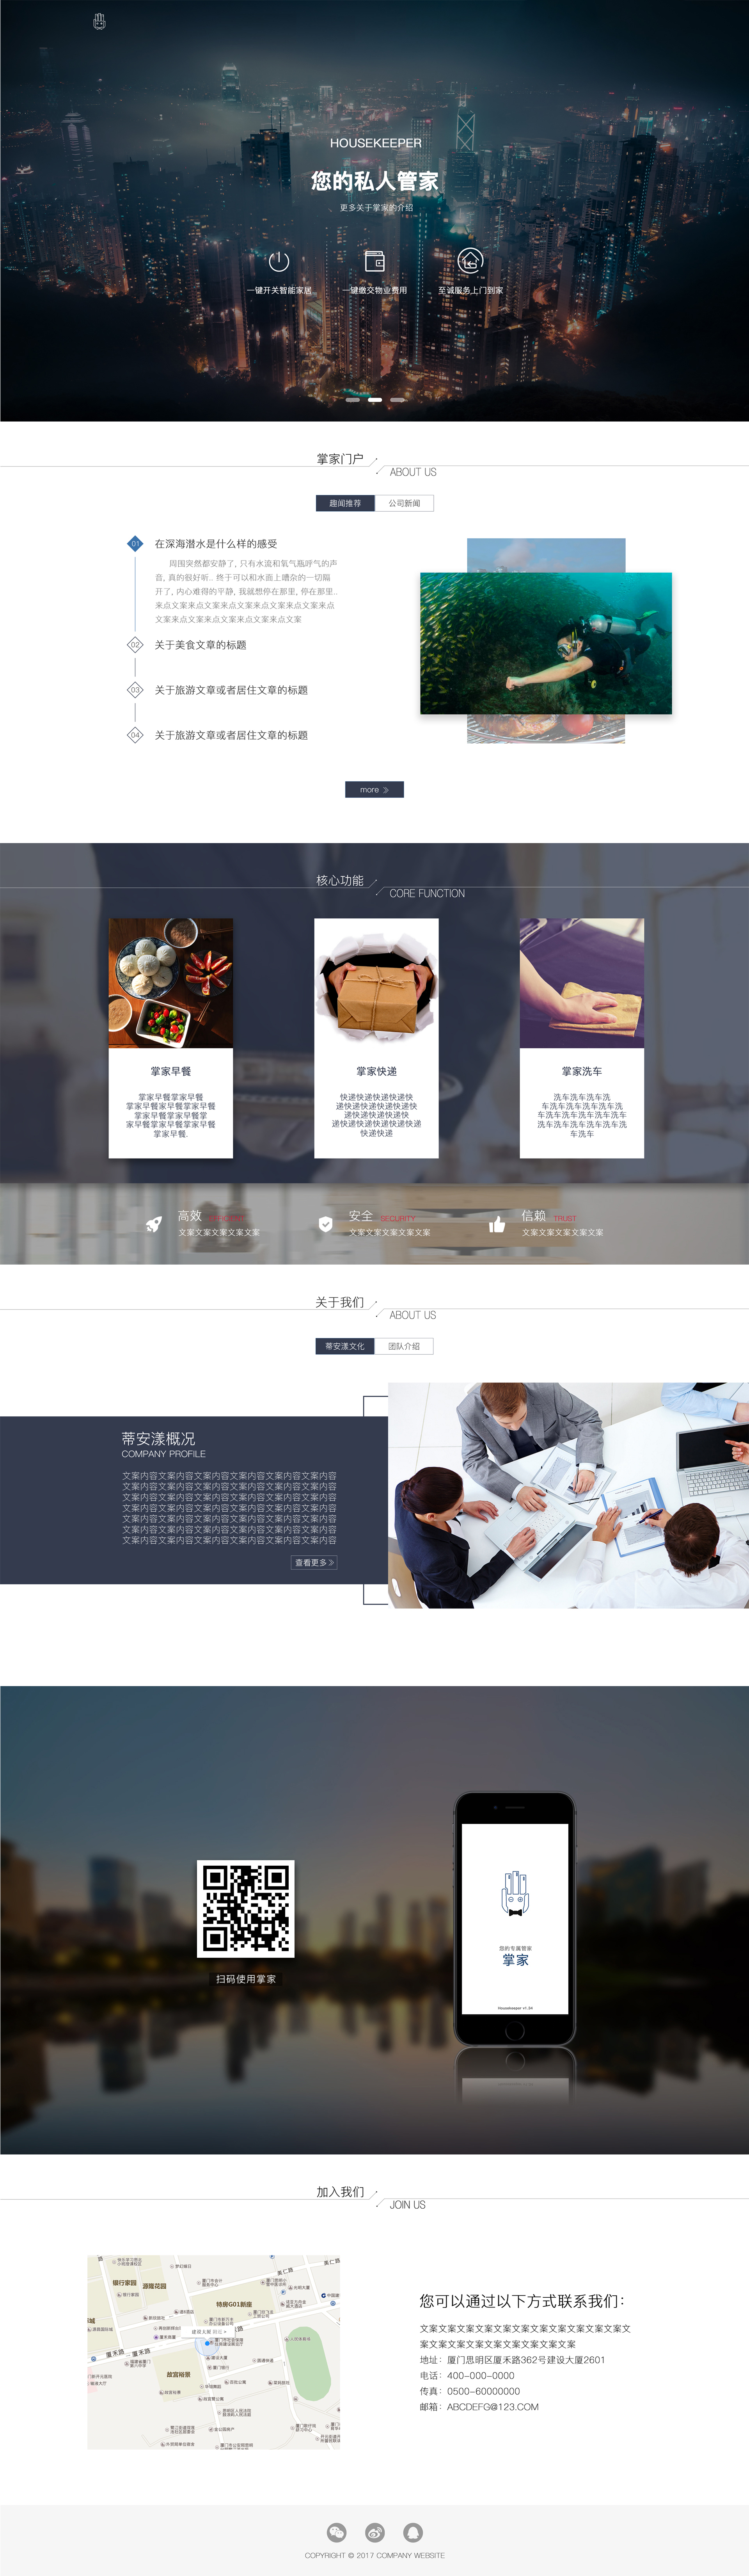 HOUSEKEEPER
您的私人管家
更多关于掌家的介绍
一键开关智能家居
一键缴交物业费用
至诚服务上门到家
掌家门户
ABOUT US
趣闻推荐
公司新闻
01
在深海潜水是什么样的感受
周围突然都安静了, 只有水流和氧气瓶呼气的声
音, 真的很好听.. 终于可以和水面上嘈杂的一切隔
开了, 内心难得的平静, 我就想停在那里, 停在那里..
来点文案来点文案来点文案来点文案来点文案来点
文案来点文案来点文案来点文案来点文案
02
关于美食文章的标题
03
关于旅游文章或者居住文章的标题
04
关于旅游文章或者居住文章的标题
more
核心功能
CORE FUNCTION
掌家早餐
掌家早餐掌家早餐
掌家早餐家早餐掌家早餐
掌家早餐掌家早餐掌
家早餐掌家早餐掌家早餐
掌家早餐.
掌家快递
快递快递快递快递快
递快递快递快递快递快
递快递快递快递快
递快递快递快递快递快递
快递快递
掌家洗车
洗车洗车洗车洗
车洗车洗车洗车洗车洗
车洗车洗车洗车洗车洗车
洗车洗车洗车洗车洗车洗
车洗车
高效
文案文案文案文案文案
安全 SECURITY
文案文案文案文案文案
信赖 TRUST
文案文案文案文案文案
关于我们
ABOUT US
蒂安漾文化
团队介绍
蒂安漾概况
COMPANY PROFILE
文案内容文案内容文案内容文案内容文案内容文案内容
文案内容文案内容文案内容文案内容文案内容文案内容
文案内容文案内容文案内容文案内容文案内容文案内容
文案内容文案内容文案内容文案内容文案内容文案内容
文案内容文案内容文案内容文案内容文案内容文案内容
文案内容文案内容文案内容文案内容文案内容文案内容
文案内容文案内容文案内容文案内容文案内容文案内容
查看更多
扫码使用掌家
您的专属管家
掌家
Housekeeper v1.04
加入我们
JOIN US
银行家园
源隆花园
特房G01新座
故宫裕景
您可以通过以下方式联系我们：
文案文案文案文案文案文案文案文案文案文案文案文
案文案文案文案文案文案文案文案文案
地址：厦门思明区厦禾路362号建设大厦2601
电话：400-000-0000
传真：0500-60000000
邮箱：ABCDEFG@123.COM
COPYRIGHT © 2017 COMPANY WEBSITE